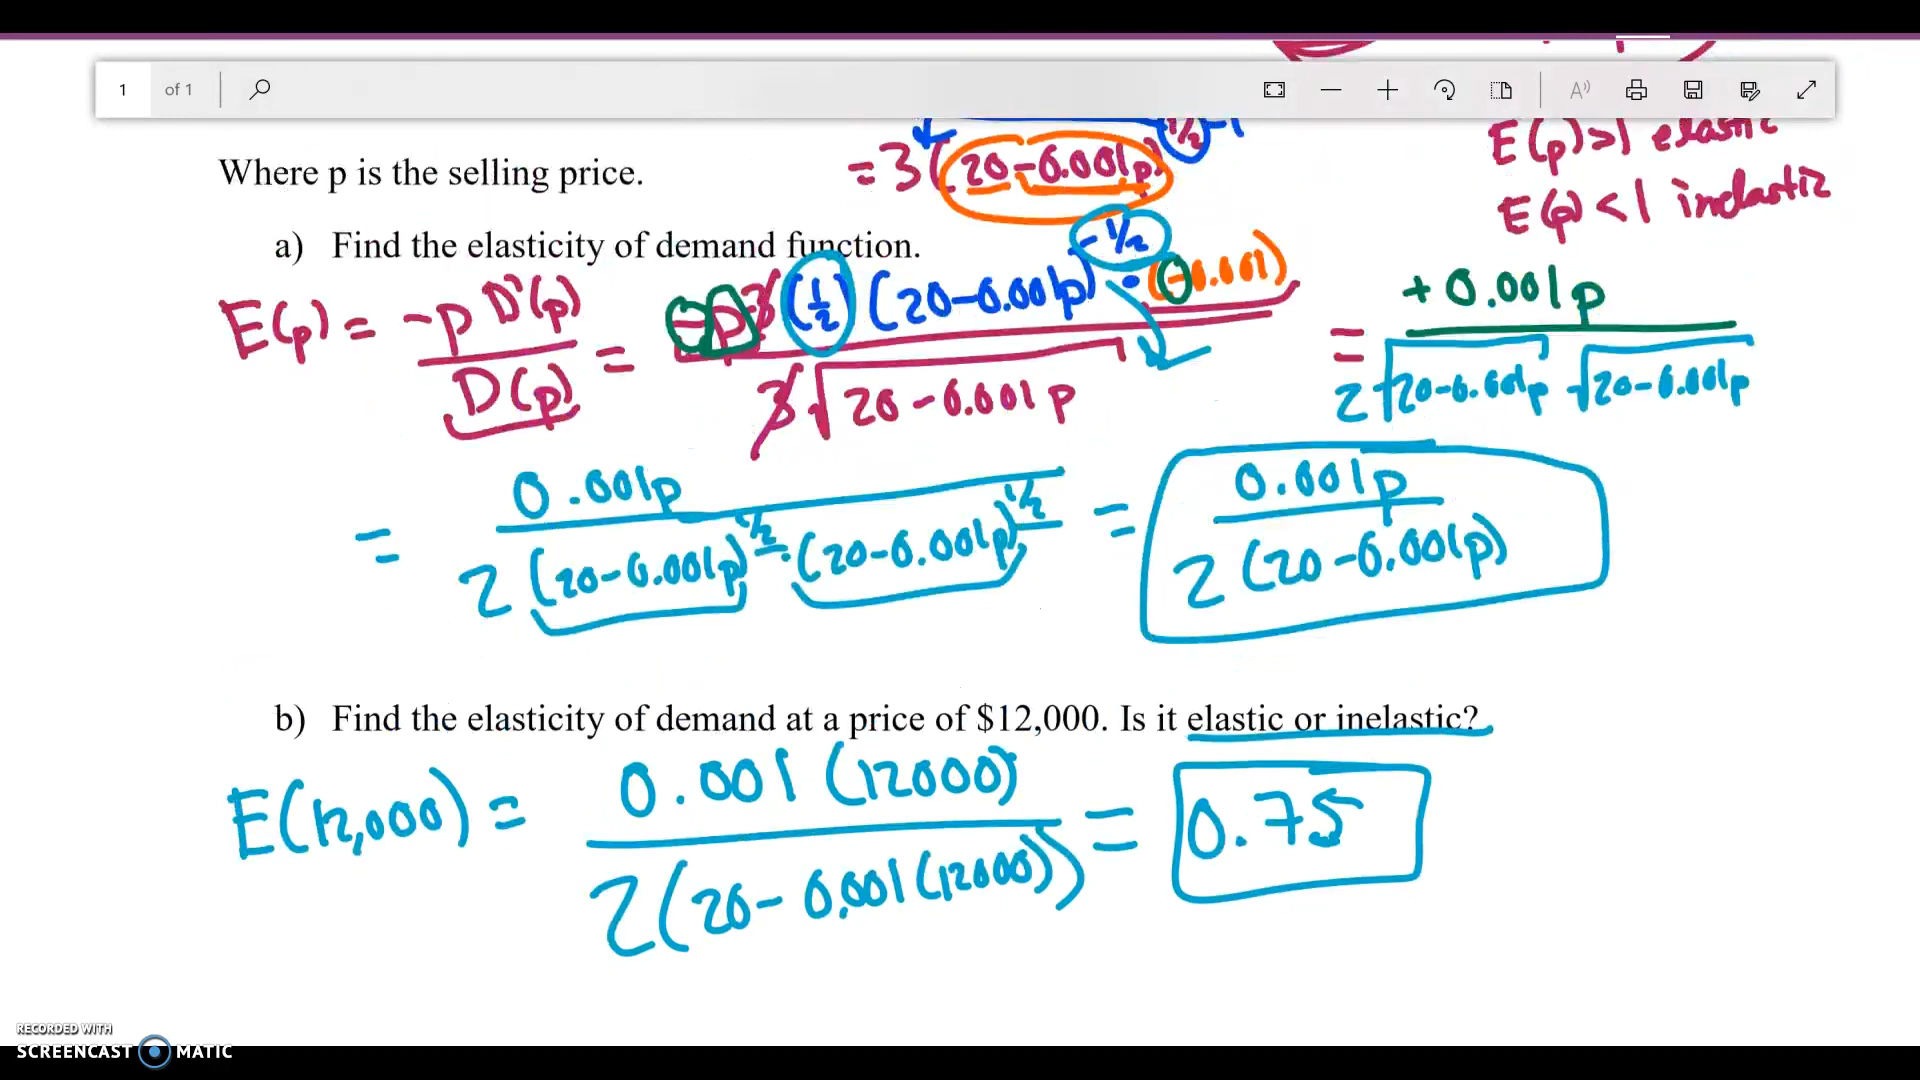 1 of 1
^{1/2} -1
= 3 (20-0.001p)
E(p)>1 elastic
Where p is the selling price.
E(p) < 1 inelastic
a) Find the elasticity of demand function.
E(p) = -p D'(p) / D(p) = -p 3 (1/2) (20-0.001p)^{-1/2} · (-0.001) / 3 √20-0.001p = +0.001p / 2 √20-0.001p √20-0.001p
= 0.001p / 2 (20-0.001p)^{1/2} · (20-0.001p)^{1/2} = 0.001p / 2 (20-0.001p)
b) Find the elasticity of demand at a price of $12,000. Is it elastic or inelastic?
E(12,000) = 0.001 (12000) / 2(20-0.001(12000)) = 0.75
RECORDED WITH
SCREENCAST MATIC